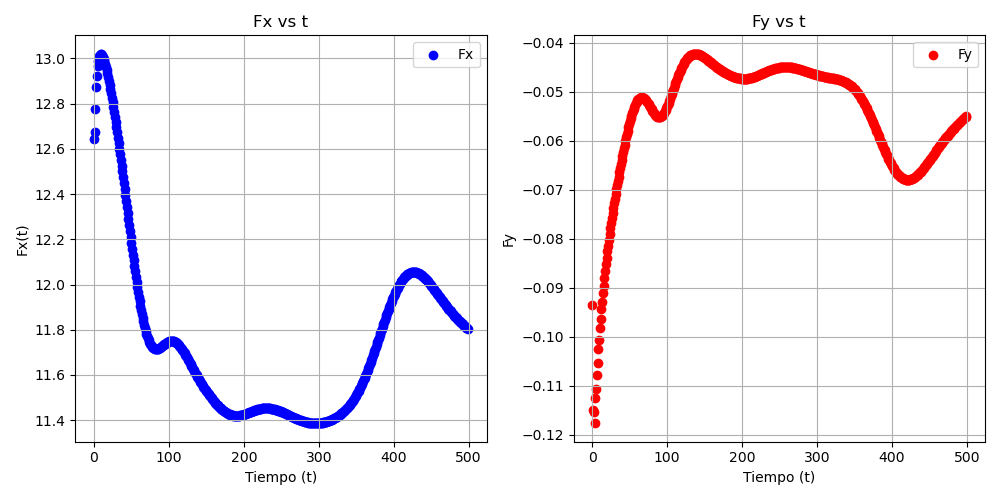 Fx vs t
13.0
12.8
12.6
12.4
12.2
12.0
11.8
11.6
11.4
Fx(t)
0 100 200 300 400 500
Tiempo (t)
Fx
Fy vs t
−0.04
−0.05
−0.06
−0.07
−0.08
−0.09
−0.10
−0.11
−0.12
Fy
0 100 200 300 400 500
Tiempo (t)
Fy